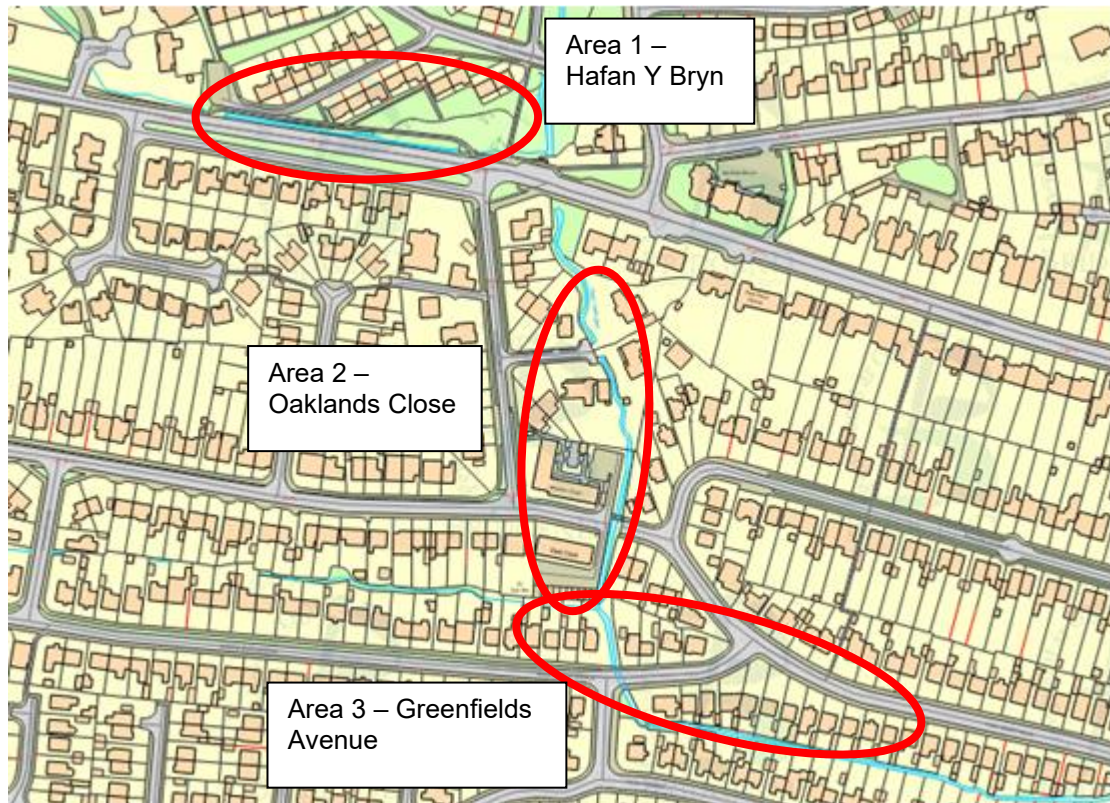 Area 1 –
Hafan Y Bryn
Area 2 –
Oaklands Close
Area 3 – Greenfields
Avenue